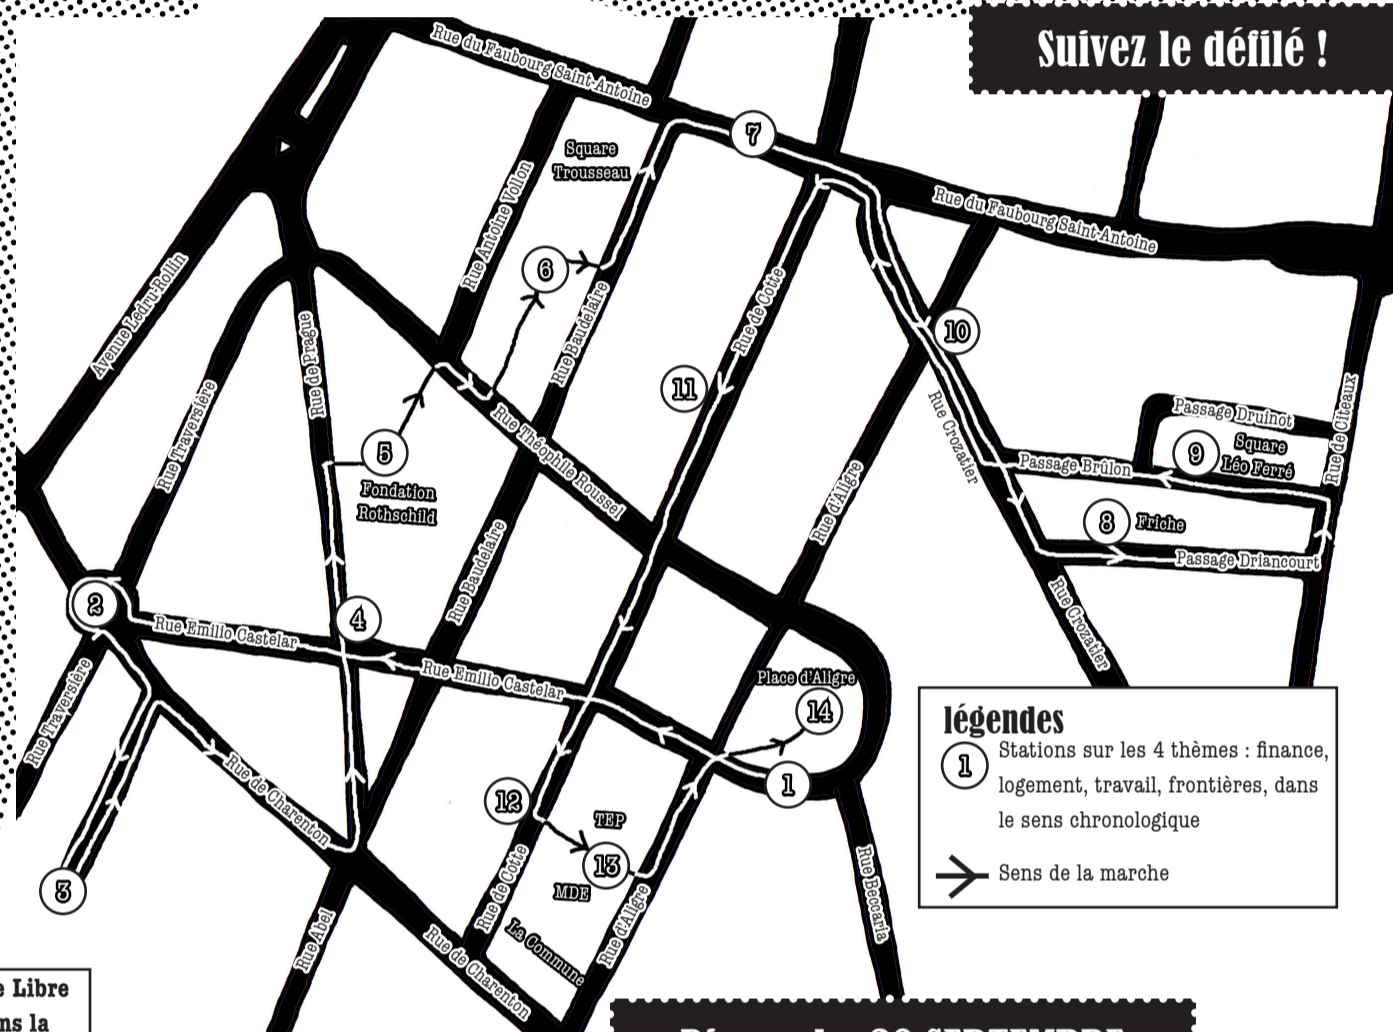 Suivez le défilé !
Rue du Faubourg Saint-Antoine
7
Square
Trousseau
Rue Antoine Vollon
6
Rue Baudelaire
Rue de Cotte
Rue du Faubourg Saint-Antoine
Avenue Ledru-Rollin
Rue de Prague
Rue Traversière
10
11
Rue Crozatier
Passage Druinot
Rue de Citeaux
9
Square
Léo Ferré
Passage Brûlon
5
Fondation
Rothschild
Rue Théophile Roussel
Rue d'Aligre
8
Friche
Passage Driancourt
Rue Baudelaire
2
4
Rue Emilio Castelar
Rue Emilio Castelar
Rue Crozatier
Place d'Aligre
14
Rue Traversière
Rue de Charenton
1
3
12
TEP
13
MDE
Rue de Cotte
La Commune
Rue d'Aligre
Rue Beccaria
Rue Abel
Rue de Charenton
légendes
1
Stations sur les 4 thèmes : finance,
logement, travail, frontières, dans
le sens chronologique
Sens de la marche
Libre
la
SEPTEMBRE